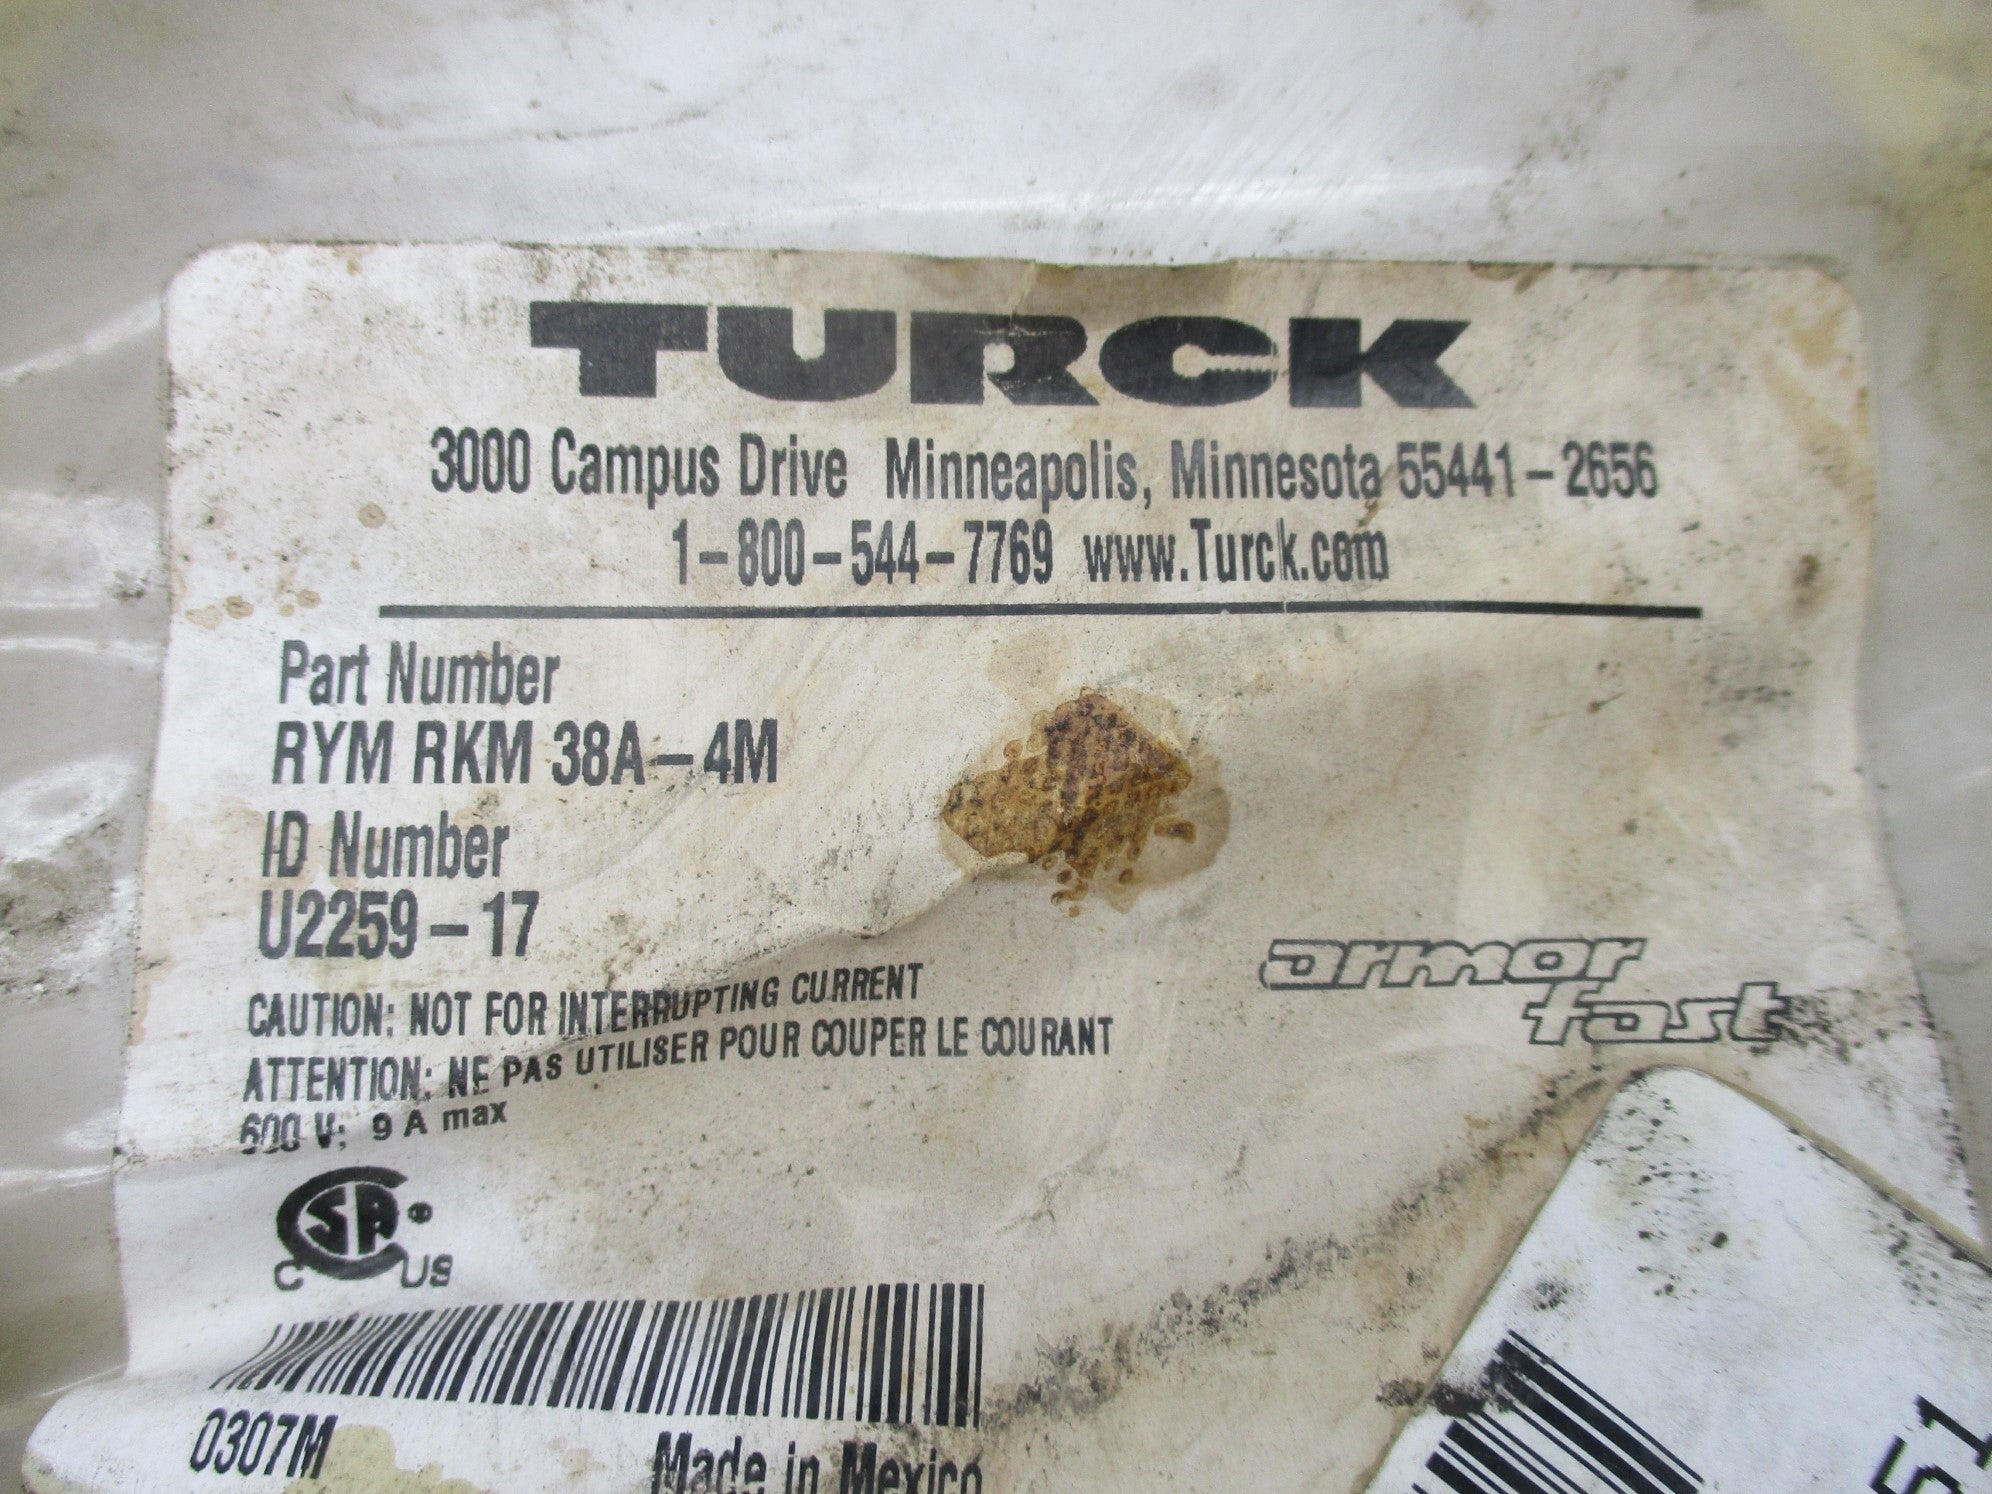 TURCK
3000 Campus Drive Minneapolis, Minnesota 55441-2656
1-800-544-7769 www.Turck.com
Part Number
RYM RKM 38A-4M
ID Number
U2259-17
CAUTION: NOT FOR INTERRUPTING CURRENT
ATTENTION: NE PAS UTILISER POUR COUPER LE COURANT
600 V; 9 A max
armor
fast
CSA ®
C US
0307M
Made in Mexico
51